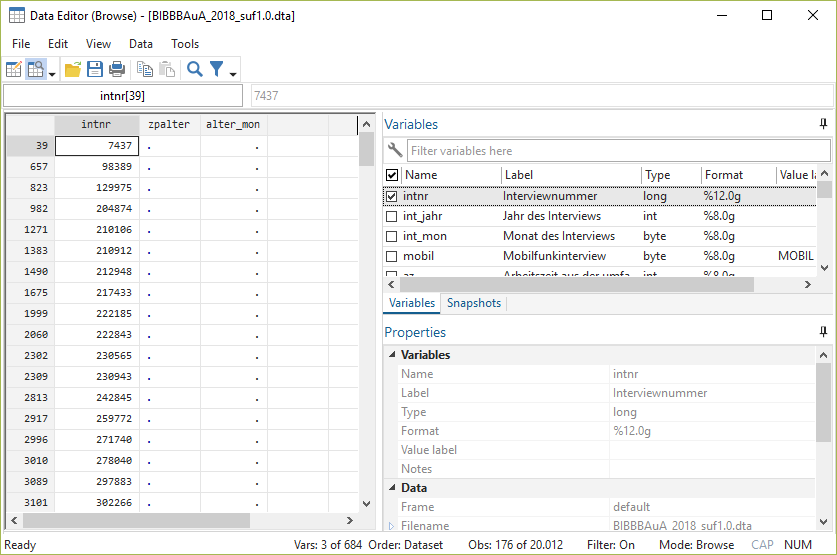 Data Editor (Browse) - [BIBBBAuA_2018_suf1.0.dta]
File Edit View Data Tools
intnr[39] 7437
intnr zpalter alter_mon
39 7437 . .
657 98389 . .
823 129975 . .
982 204874 . .
1271 210106 . .
1383 210912 . .
1490 212948 . .
1675 217433 . .
1999 222185 . .
2060 222843 . .
2302 230565 . .
2309 230943 . .
2813 242845 . .
2917 259772 . .
2996 271740 . .
3010 278040 . .
3089 297883 . .
3101 302266 . .
Variables
Filter variables here
Name Label Type Format Value la
intnr Interviewnummer long %12.0g
int_jahr Jahr des Interviews int %8.0g
int_mon Monat des Interviews byte %8.0g
mobil Mobilfunkinterview byte %8.0g MOBIL
az Arbeitszeit aus der umfa int %8.0g
Variables Snapshots
Properties
Variables
Name intnr
Label Interviewnummer
Type long
Format %12.0g
Value label
Notes
Data
Frame default
Filename BIBBBAuA_2018_suf1.0.dta
Ready Vars: 3 of 684 Order: Dataset Obs: 176 of 20.012 Filter: On Mode: Browse CAP NUM